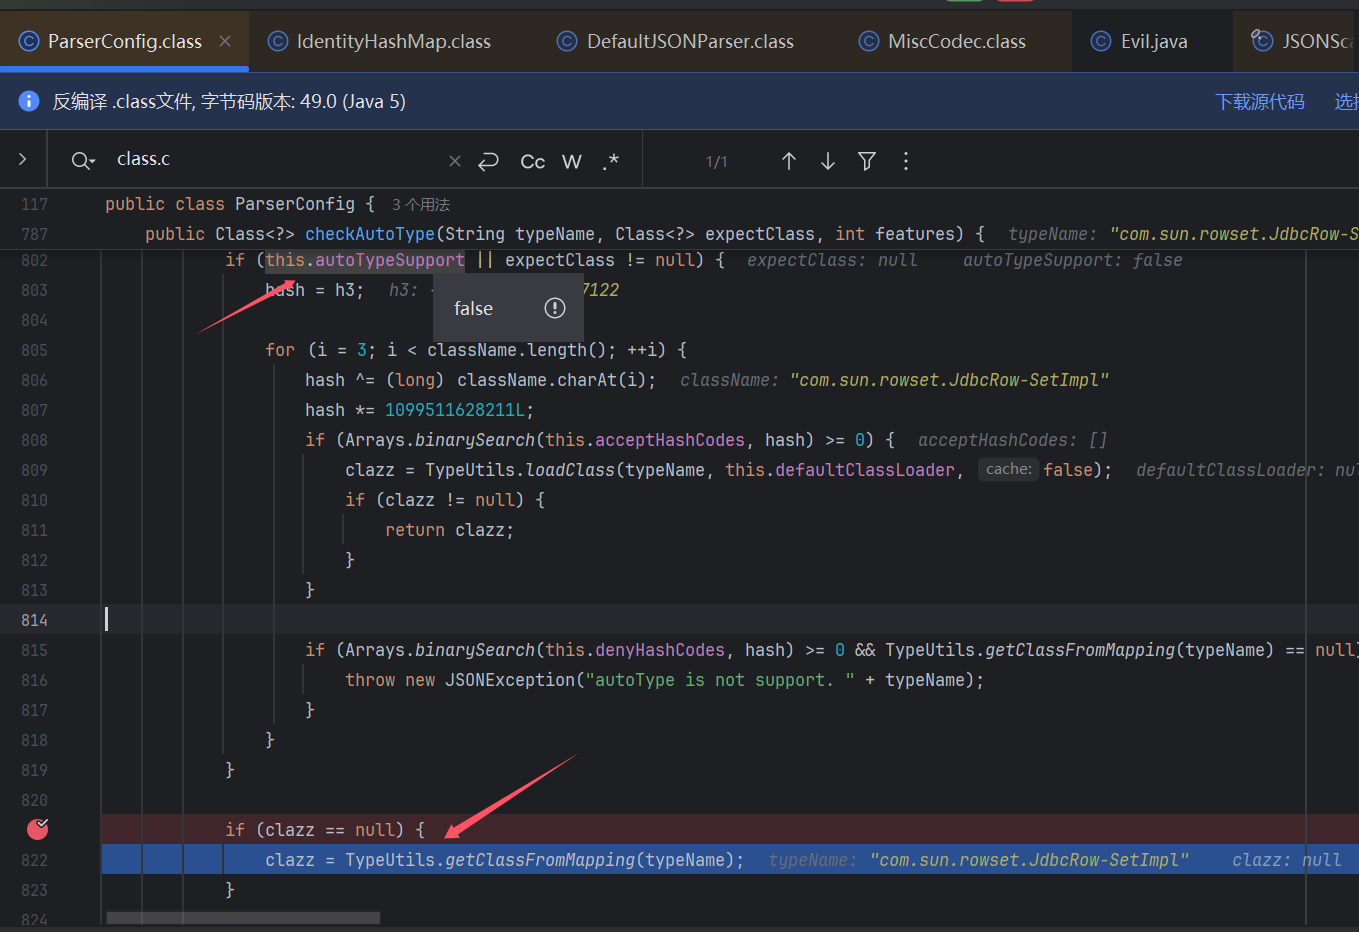 ParserConfig.class IdentityHashMap.class DefaultJSONParser.class MiscCodec.class Evil.java JSONSc
反编译 .class文件, 字节码版本: 49.0 (Java 5) 下载源代码 选
class.c Cc W .* 1/1
117 public class ParserConfig { 3 个用法
787 public Class<?> checkAutoType(String typeName, Class<?> expectClass, int features) { typeName: "com.sun.rowset.JdbcRow-S
802 if (this.autoTypeSupport || expectClass != null) { expectClass: null autoTypeSupport: false
803 hash = h3; h3: 7122
false
804
805 for (i = 3; i < className.length(); ++i) {
806 hash ^= (long) className.charAt(i); className: "com.sun.rowset.JdbcRow-SetImpl"
807 hash *= 1099511628211L;
808 if (Arrays.binarySearch(this.acceptHashCodes, hash) >= 0) { acceptHashCodes: []
809 clazz = TypeUtils.loadClass(typeName, this.defaultClassLoader, cache: false); defaultClassLoader: nul
810 if (clazz != null) {
811 return clazz;
812 }
813 }
814
815 if (Arrays.binarySearch(this.denyHashCodes, hash) >= 0 && TypeUtils.getClassFromMapping(typeName) == null)
816 throw new JSONException("autoType is not support. " + typeName);
817 }
818 }
819 }
820
if (clazz == null) {
822 clazz = TypeUtils.getClassFromMapping(typeName); typeName: "com.sun.rowset.JdbcRow-SetImpl" clazz: null
823 }
824